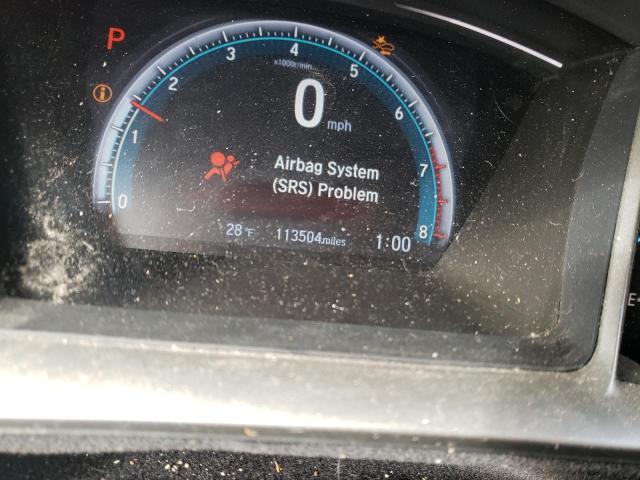 P
4
3
5
x1000r/min
2
6
0
mph
1
Airbag System
(SRS) Problem
7
0
28°F
113504 miles
1:00
8
E